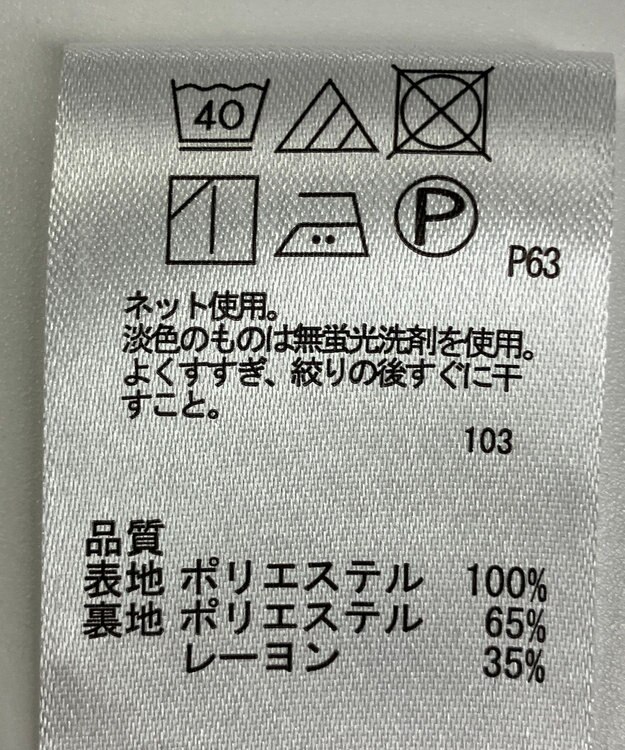 40
P
P63
ネット使用。
淡色のものは無蛍光洗剤を使用。
よくすすぎ、絞りの後すぐに干
すこと。
103
品質
表地 ポリエステル 100%
裏地 ポリエステル 65%
レーヨン 35%